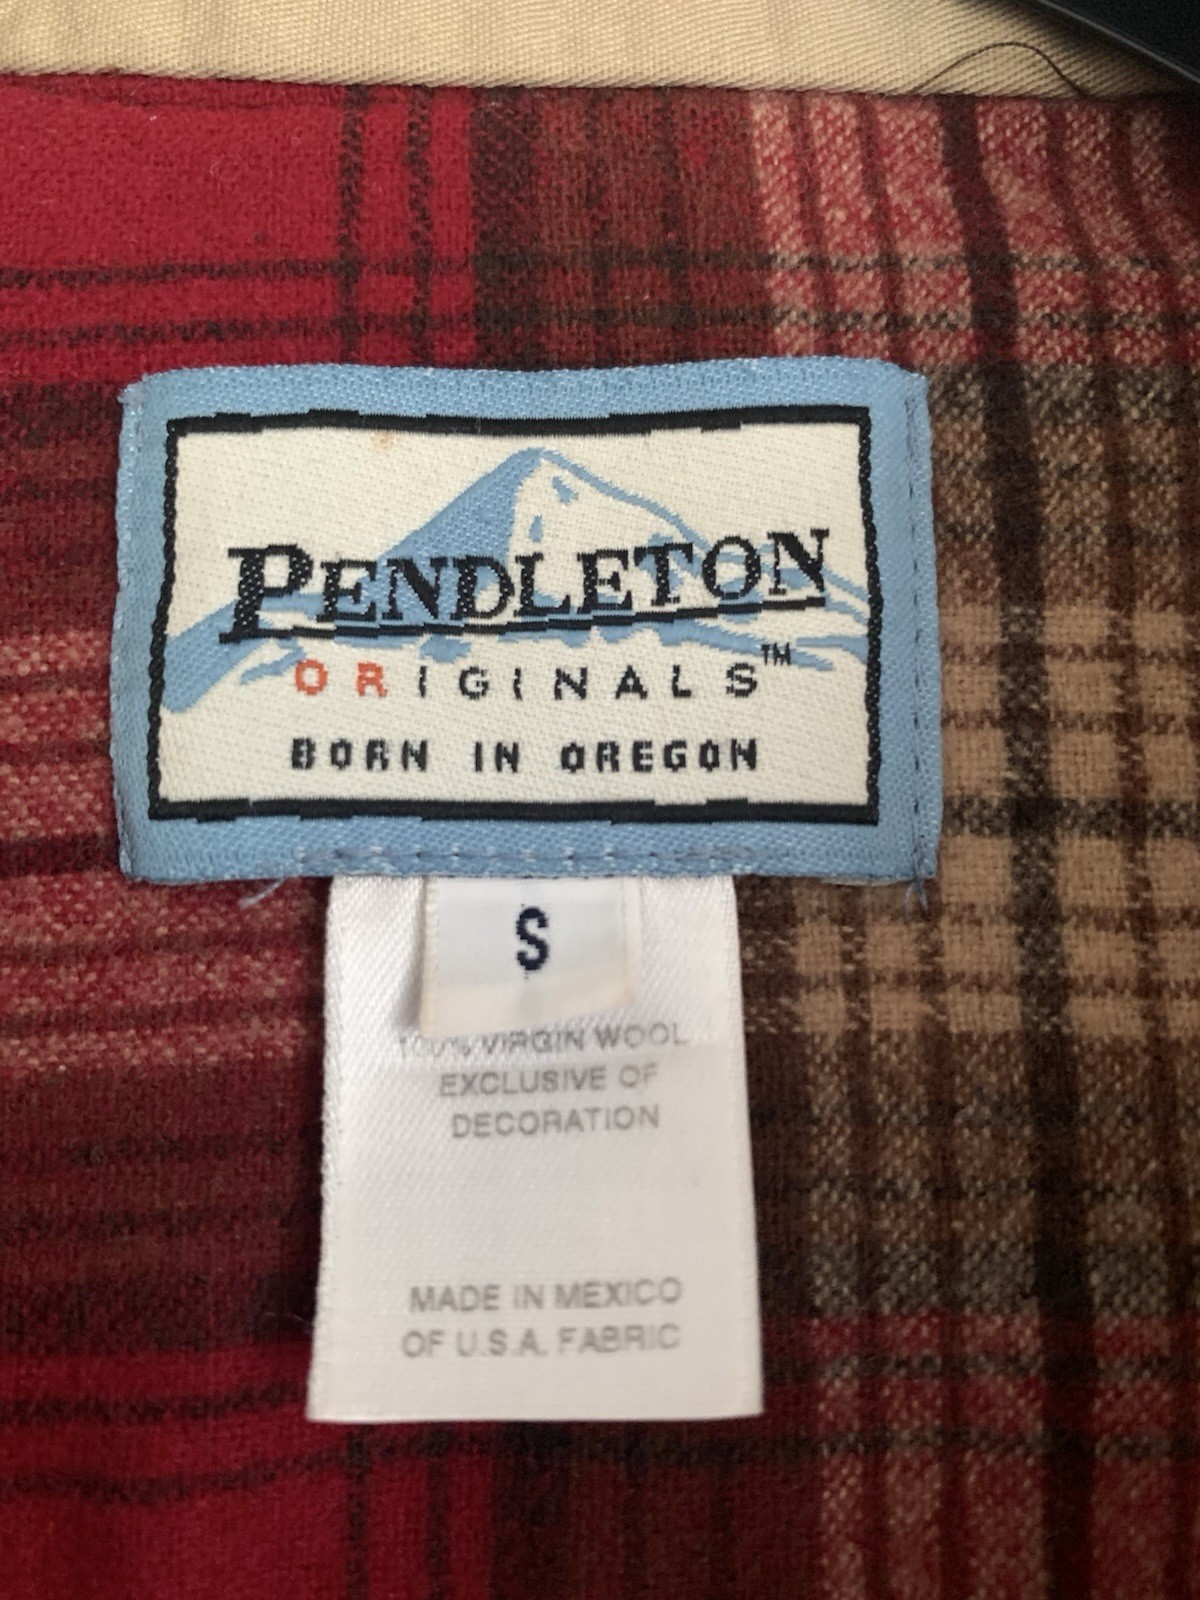 PENDLETON
ORIGINALS™
BORN IN OREGON
S
100% VIRGIN WOOL
EXCLUSIVE OF
DECORATION
MADE IN MEXICO
OF U.S.A. FABRIC